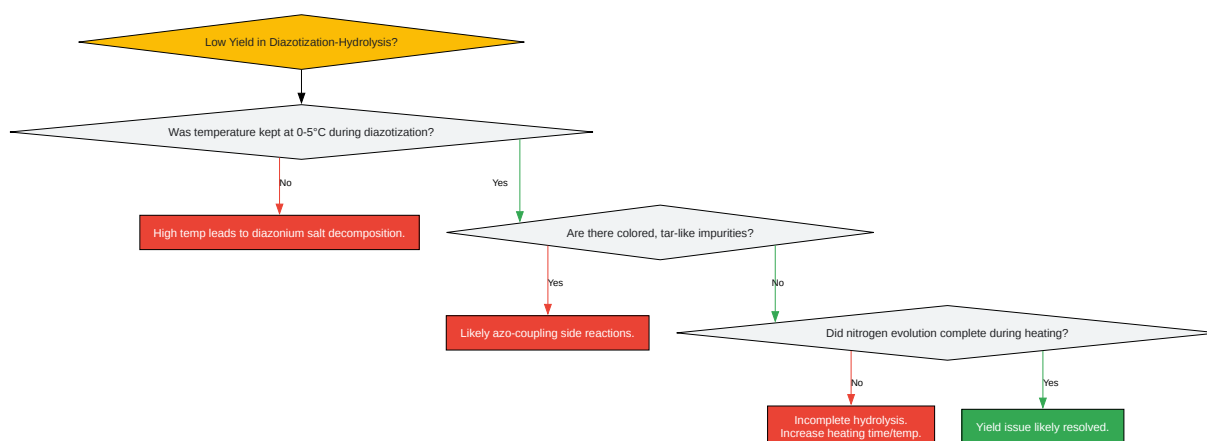 Low Yield in Diazotization-Hydrolysis?
Was temperature kept at 0-5°C during diazotization?
No
Yes
High temp leads to diazonium salt decomposition.
Are there colored, tar-like impurities?
Yes
No
Likely azo-coupling side reactions.
Did nitrogen evolution complete during heating?
No
Yes
Incomplete hydrolysis.
Increase heating time/temp.
Yield issue likely resolved.